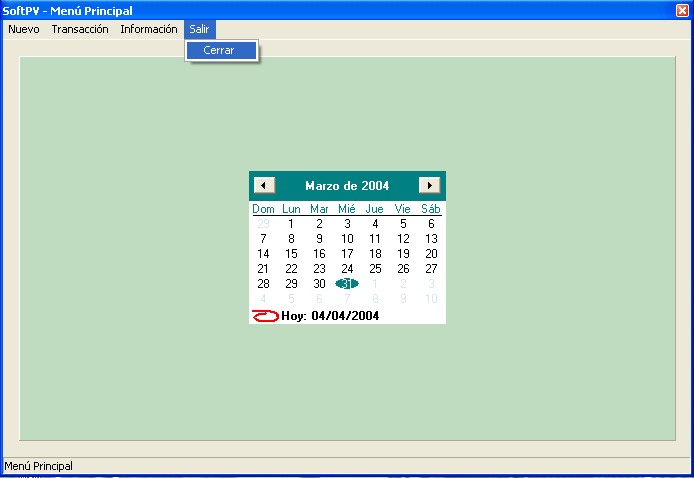 SoftPV - Menú Principal
Nuevo Transacción Información Salir
Cerrar
Marzo de 2004
Dom Lun Mar Mié Jue Vie Sáb
29 1 2 3 4 5 6
7 8 9 10 11 12 13
14 15 16 17 18 19 20
21 22 23 24 25 26 27
28 29 30 31 1 2 3
4 5 6 7 8 9 10
Hoy: 04/04/2004
Menú Principal